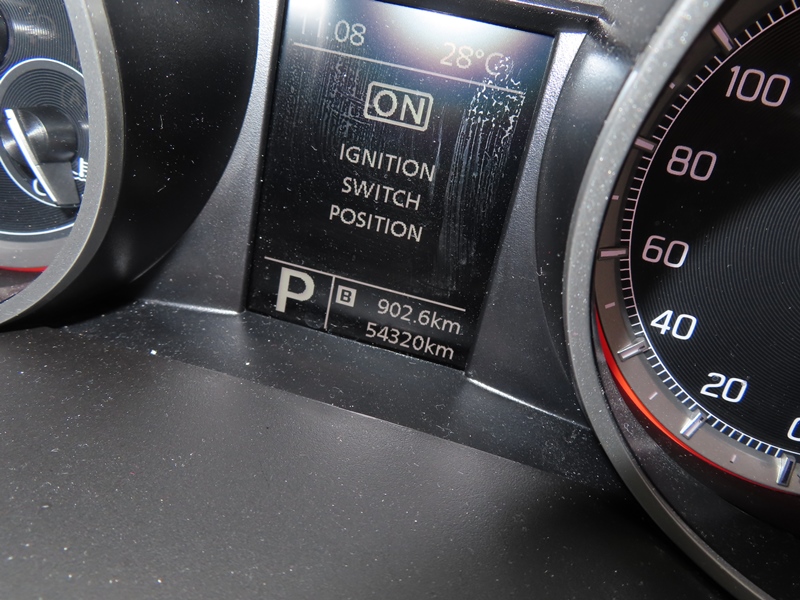 11:08
28°C
ON
IGNITION
SWITCH
POSITION
P
B 902.6km
54320km
100
80
60
40
20